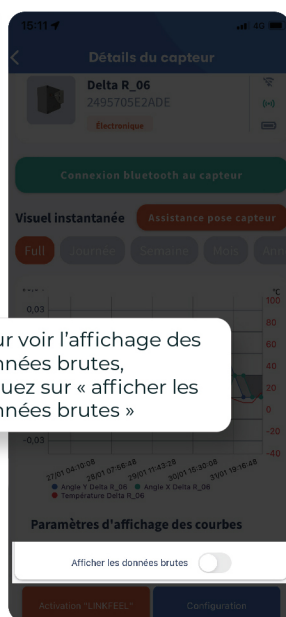 15:11
4G
Détails du capteur
Delta R_06
2495705E2ADE
Électronique
Connexion bluetooth au capteur
Visuel instantanée
Assistance pose capteur
Full
Journée
Semaine
Mois
°C
0,03
100
80
60
40
20
0
-20
-40
ur voir l'affichage des
nnées brutes,
uez sur « afficher les
nnées brutes »
-0,03
27/01 04:10:08
28/01 07:56:48
29/01 11:43:28
30/01 15:30:08
31/01 19:16:48
Angle Y Delta R_06 Angle X Delta R_06
Température Delta R_06
Paramètres d'affichage des courbes
Afficher les données brutes
Activation "LINKFEEL"
Configuration